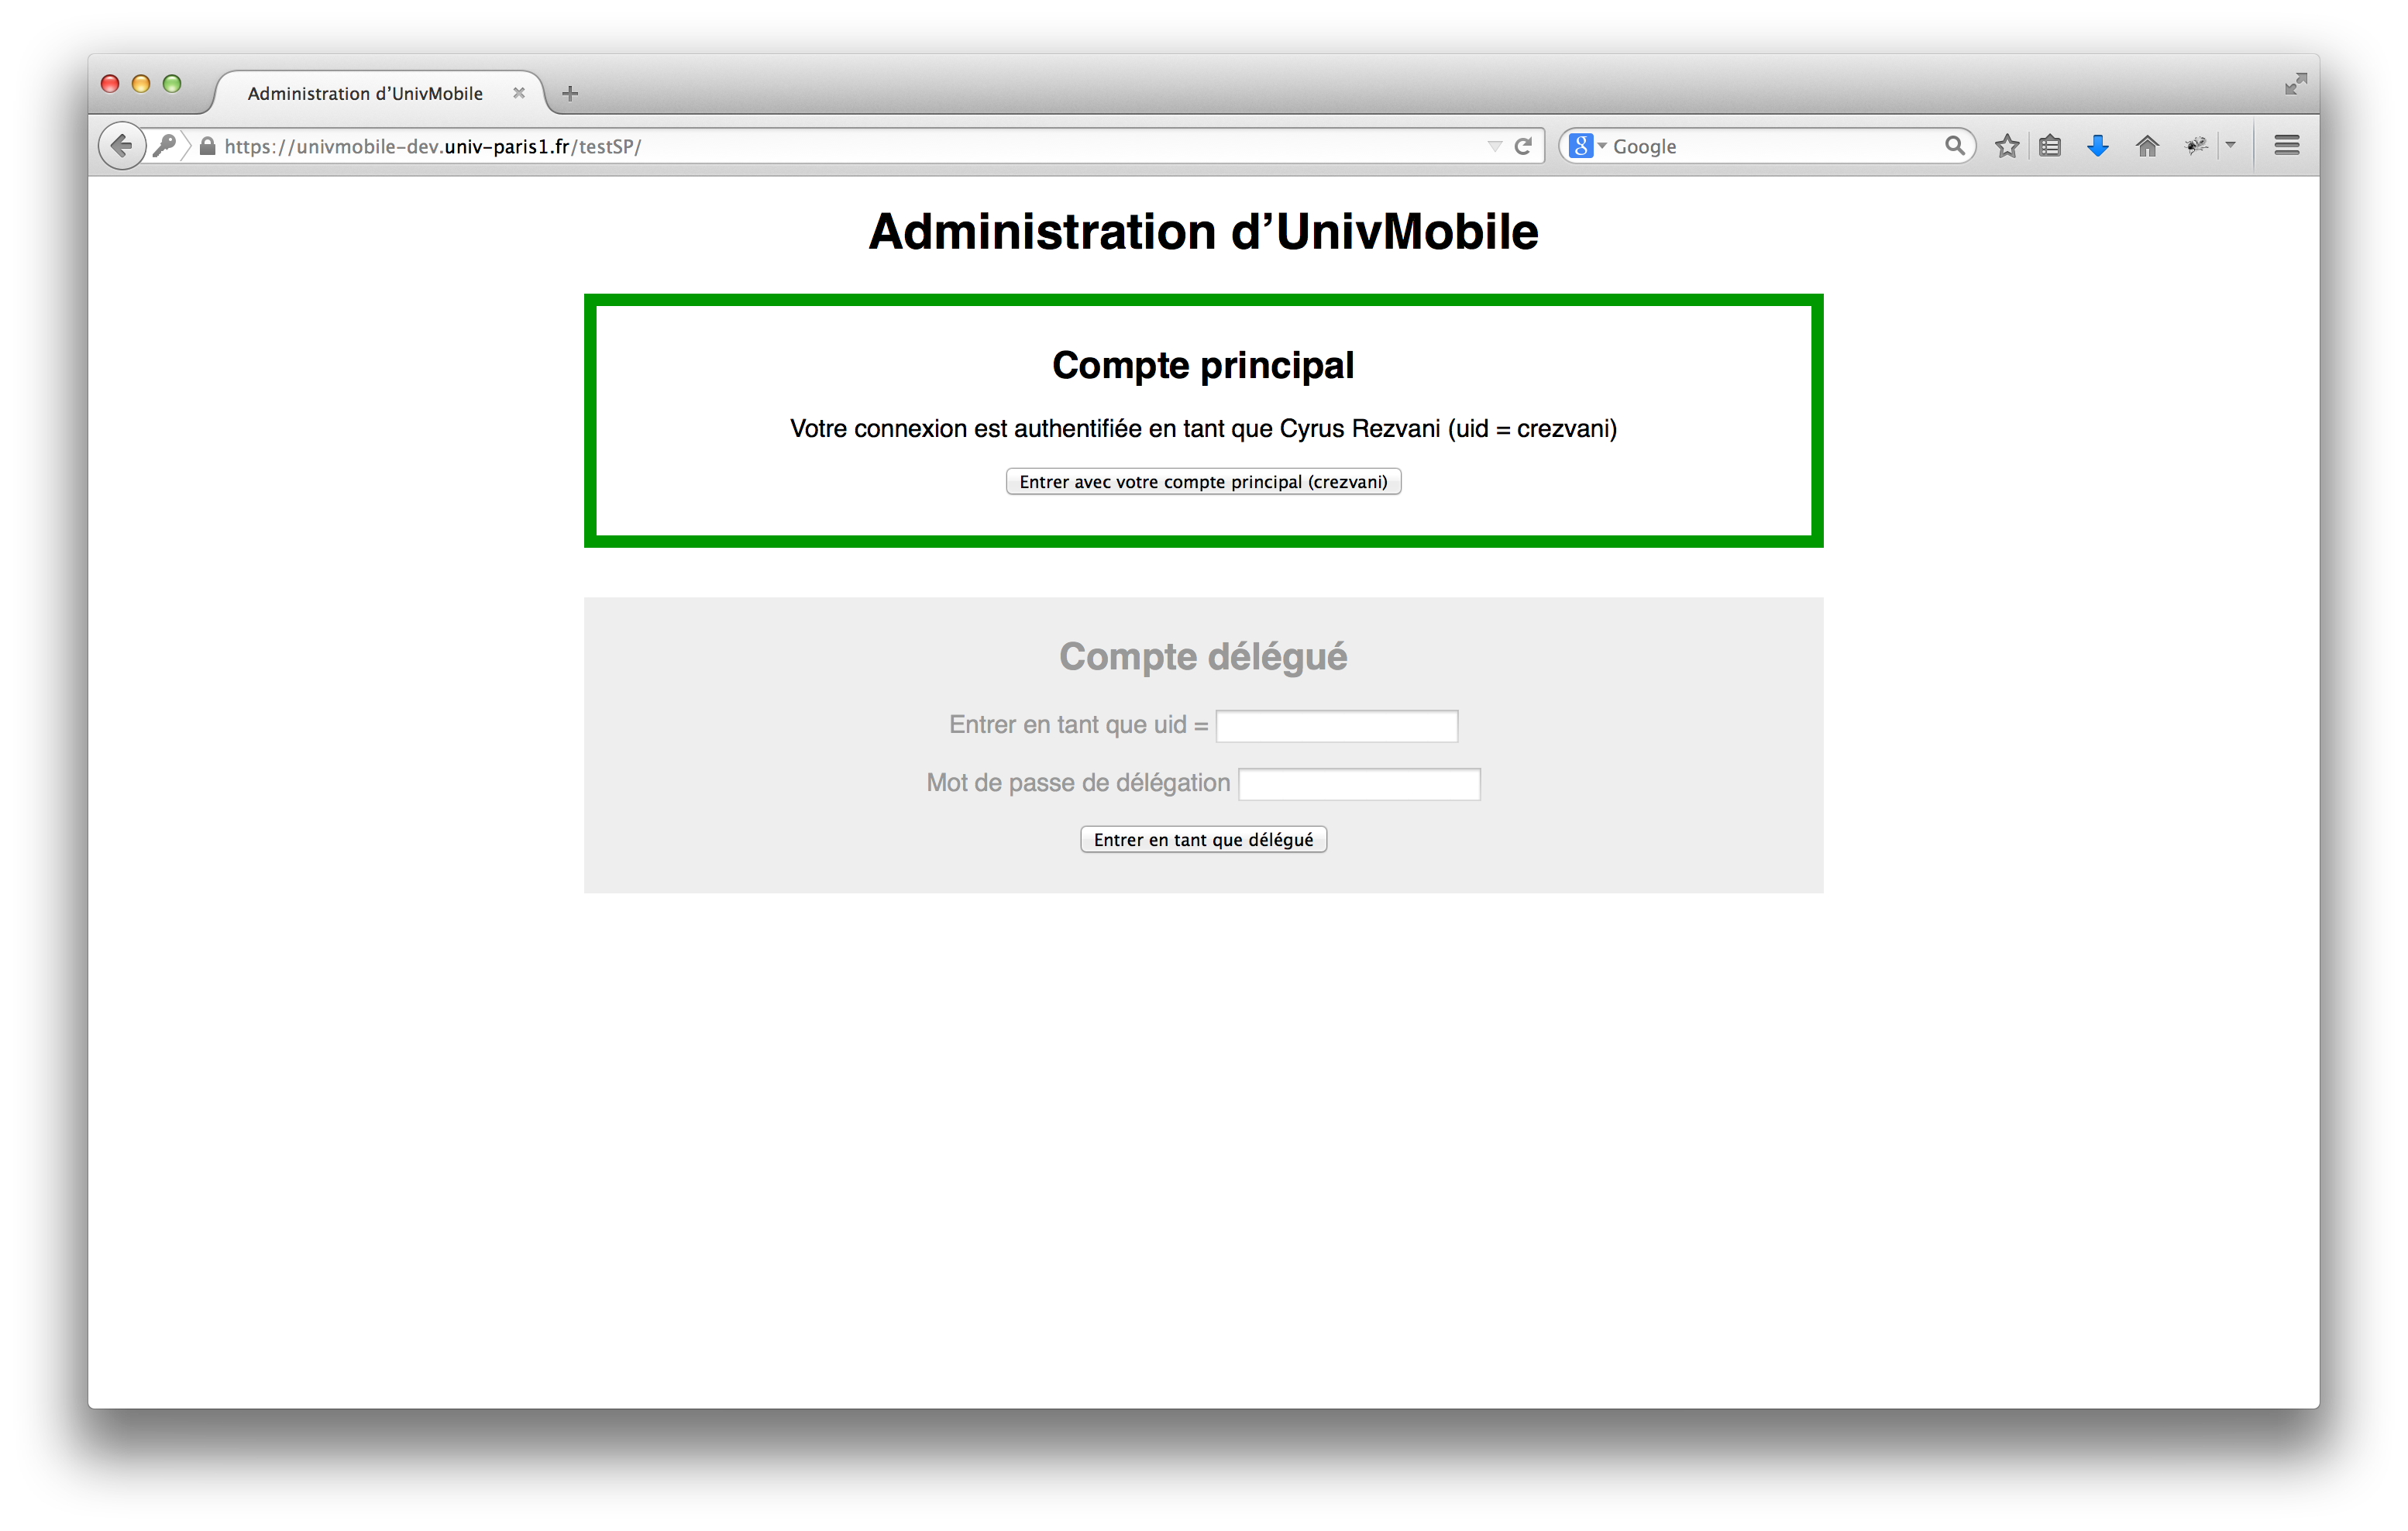 Administration d’UnivMobile
https://univmobile-dev.univ-paris1.fr/testSP/
Google
Administration d’UnivMobile
Compte principal
Votre connexion est authentifiée en tant que Cyrus Rezvani (uid = crezvani)
Entrer avec votre compte principal (crezvani)
Compte délégué
Entrer en tant que uid =
Mot de passe de délégation
Entrer en tant que délégué